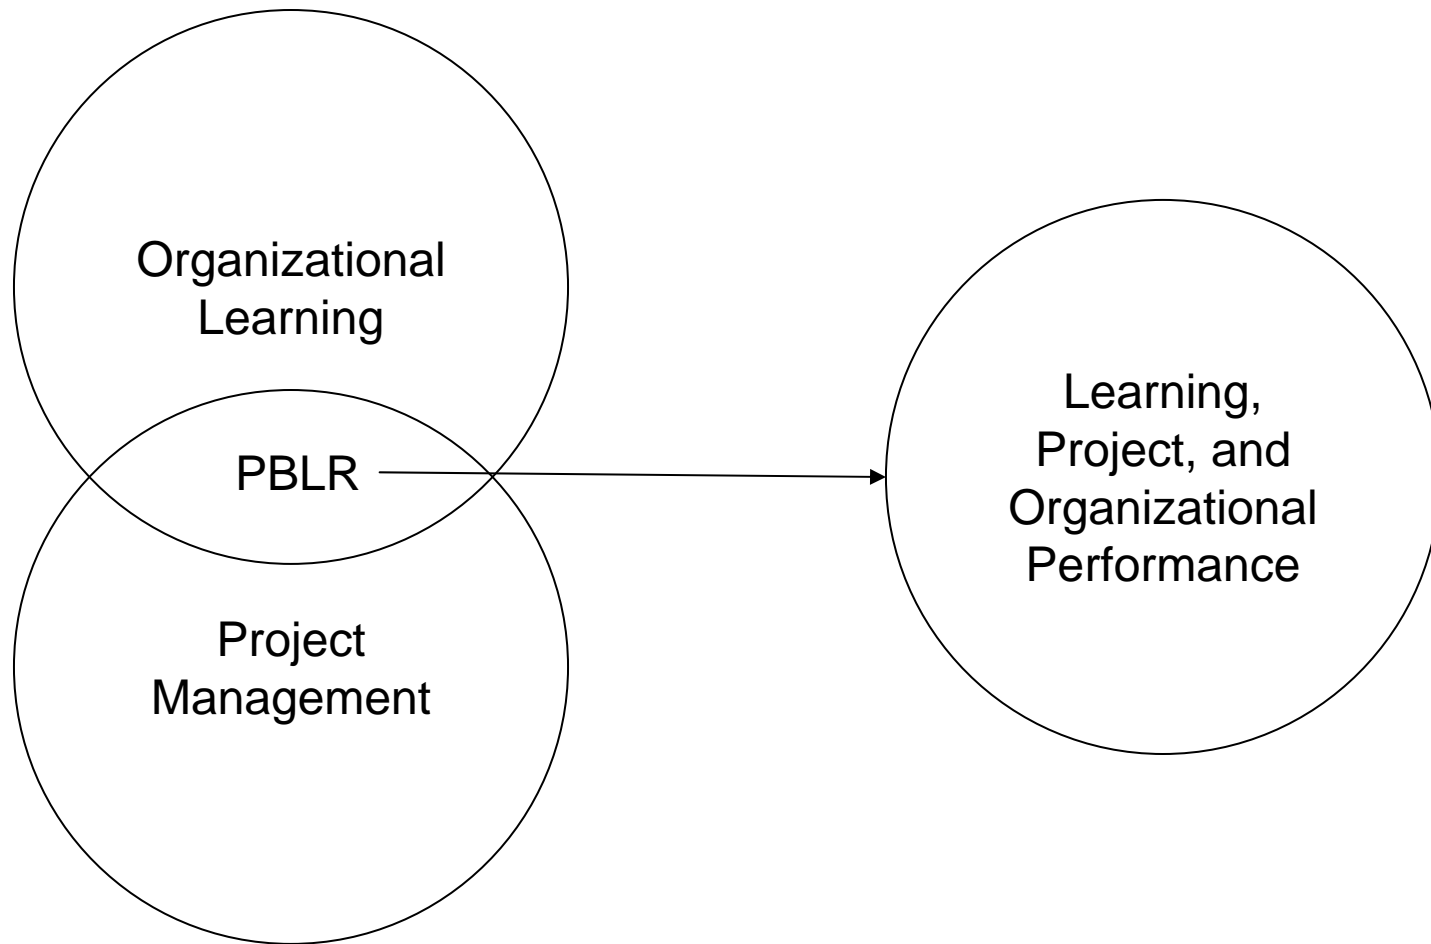 Organizational
Learning
PBLR
Project
Management
Learning,
Project, and
Organizational
Performance